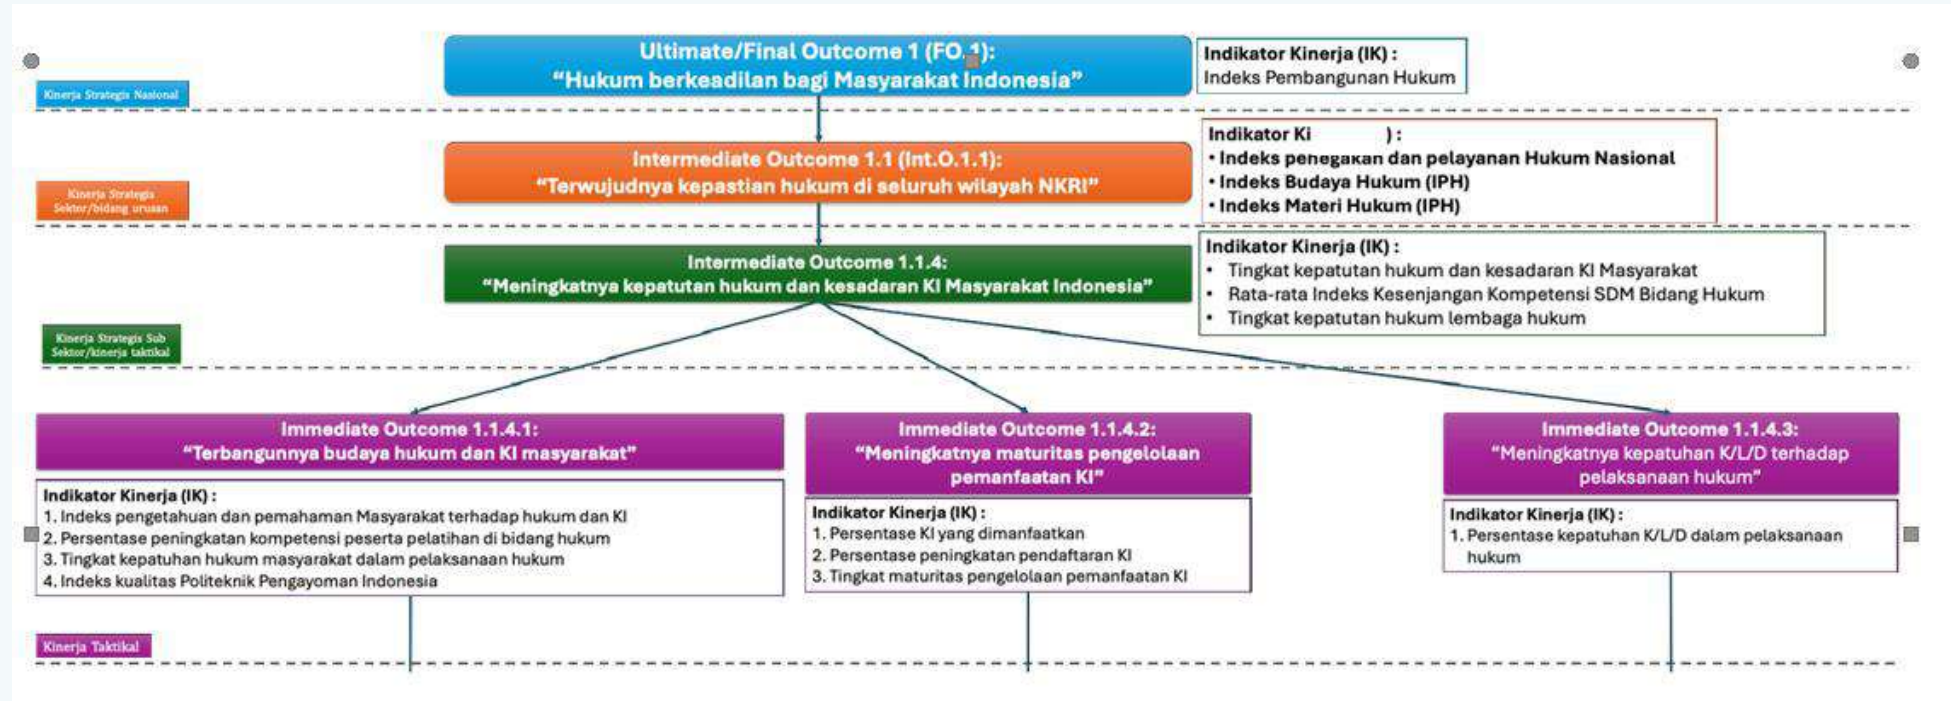 Ultimate/Final Outcome 1 (FO.1):
“Hukum berkeadilan bagi Masyarakat Indonesia”
Indikator Kinerja (IK) :
Indeks Pembangunan Hukum
Kinerja Strategis Nasional
Intermediate Outcome 1.1 (Int.O.1.1):
“Terwujudnya kepastian hukum di seluruh wilayah NKRI”
Indikator Ki ) :
• Indeks penegakan dan pelayanan Hukum Nasional
• Indeks Budaya Hukum (IPH)
• Indeks Materi Hukum (IPH)
Kinerja Strategis
Sektor/bidang urusan
Intermediate Outcome 1.1.4:
“Meningkatnya kepatutan hukum dan kesadaran KI Masyarakat Indonesia”
Indikator Kinerja (IK) :
• Tingkat kepatutan hukum dan kesadaran KI Masyarakat
• Rata-rata Indeks Kesenjangan Kompetensi SDM Bidang Hukum
• Tingkat kepatutan hukum lembaga hukum
Kinerja Strategis Sub
Sektor/kinerja taktikal
Immediate Outcome 1.1.4.1:
“Terbangunnya budaya hukum dan KI masyarakat”
Indikator Kinerja (IK) :
1. Indeks pengetahuan dan pemahaman Masyarakat terhadap hukum dan KI
2. Persentase peningkatan kompetensi peserta pelatihan di bidang hukum
3. Tingkat kepatuhan hukum masyarakat dalam pelaksanaan hukum
4. Indeks kualitas Politeknik Pengayoman Indonesia
Immediate Outcome 1.1.4.2:
“Meningkatnya maturitas pengelolaan
pemanfaatan KI”
Indikator Kinerja (IK) :
1. Persentase KI yang dimanfaatkan
2. Persentase peningkatan pendaftaran KI
3. Tingkat maturitas pengelolaan pemanfaatan KI
Immediate Outcome 1.1.4.3:
“Meningkatnya kepatuhan K/L/D terhadap
pelaksanaan hukum”
Indikator Kinerja (IK) :
1. Persentase kepatuhan K/L/D dalam pelaksanaan
hukum
Kinerja Taktikal